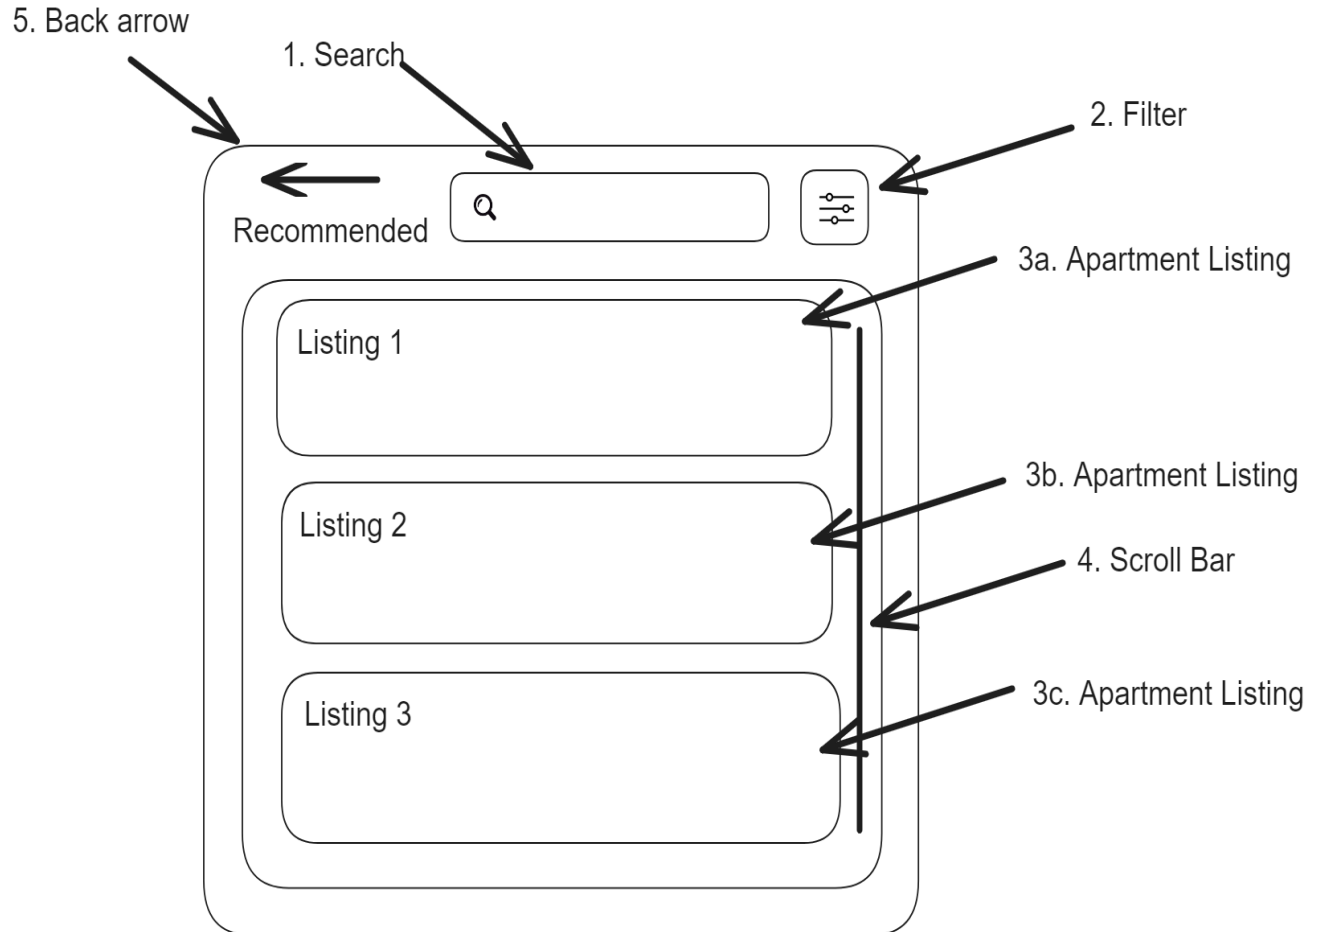 5. Back arrow
1. Search
2. Filter
Recommended
3a. Apartment Listing
Listing 1
3b. Apartment Listing
Listing 2
4. Scroll Bar
3c. Apartment Listing
Listing 3